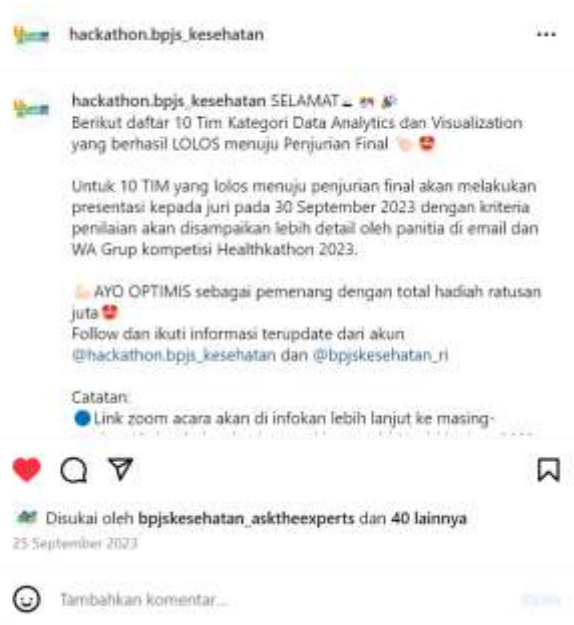 hackathon.bpjs_kesehatan
hackathon.bpjs_kesehatan SELAMAT
Berikut daftar 10 Tim Kategori Data Analytics dan Visualization
yang berhasil LOLOS menuju Penjurian Final
Untuk 10 TIM yang lolos menuju penjurian final akan melakukan
presentasi kepada juri pada 30 September 2023 dengan kriteria
penilaian akan disampaikan lebih detail oleh panitia di email dan
WA Grup kompetisi Healthkathon 2023.
AYO OPTIMIS sebagai pemenang dengan total hadiah ratusan
juta
Follow dan ikuti informasi terupdate dari akun
@hackathon.bpjs_kesehatan dan @bpjskesehatan_ri
Catatan:
Link zoom acara akan di infokan lebih lanjut ke masing-
Disukai oleh bpjskesehatan_asktheexperts dan 40 lainnya
25 September 2023
Tambahkan komentar...